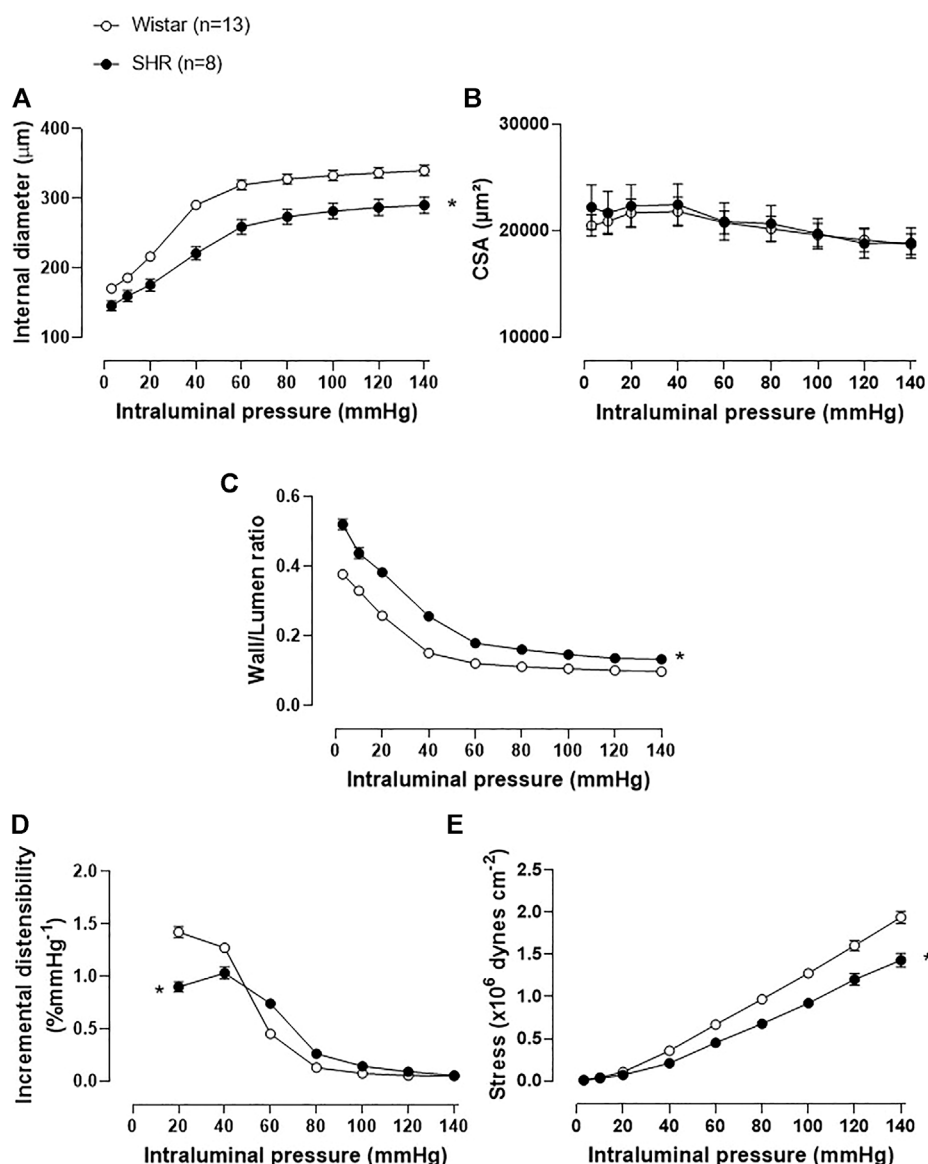 Wistar (n=13)
SHR (n=8)
A
Internal diameter (μm)
400
300
200
100
*
0 20 40 60 80 100 120 140
Intraluminal pressure (mmHg)
B
CSA (μm²)
30000
20000
10000
0 20 40 60 80 100 120 140
Intraluminal pressure (mmHg)
C
Wall/Lumen ratio
0.6
0.4
0.2
0.0
*
0 20 40 60 80 100 120 140
Intraluminal pressure (mmHg)
D
Incremental distensibility
(%mmHg⁻¹)
2.0
1.5
1.0
0.5
0.0
*
0 20 40 60 80 100 120 140
Intraluminal pressure (mmHg)
E
Stress (x10⁶ dynes cm⁻²)
2.5
2.0
1.5
1.0
0.5
0.0
*
0 20 40 60 80 100 120 140
Intraluminal pressure (mmHg)